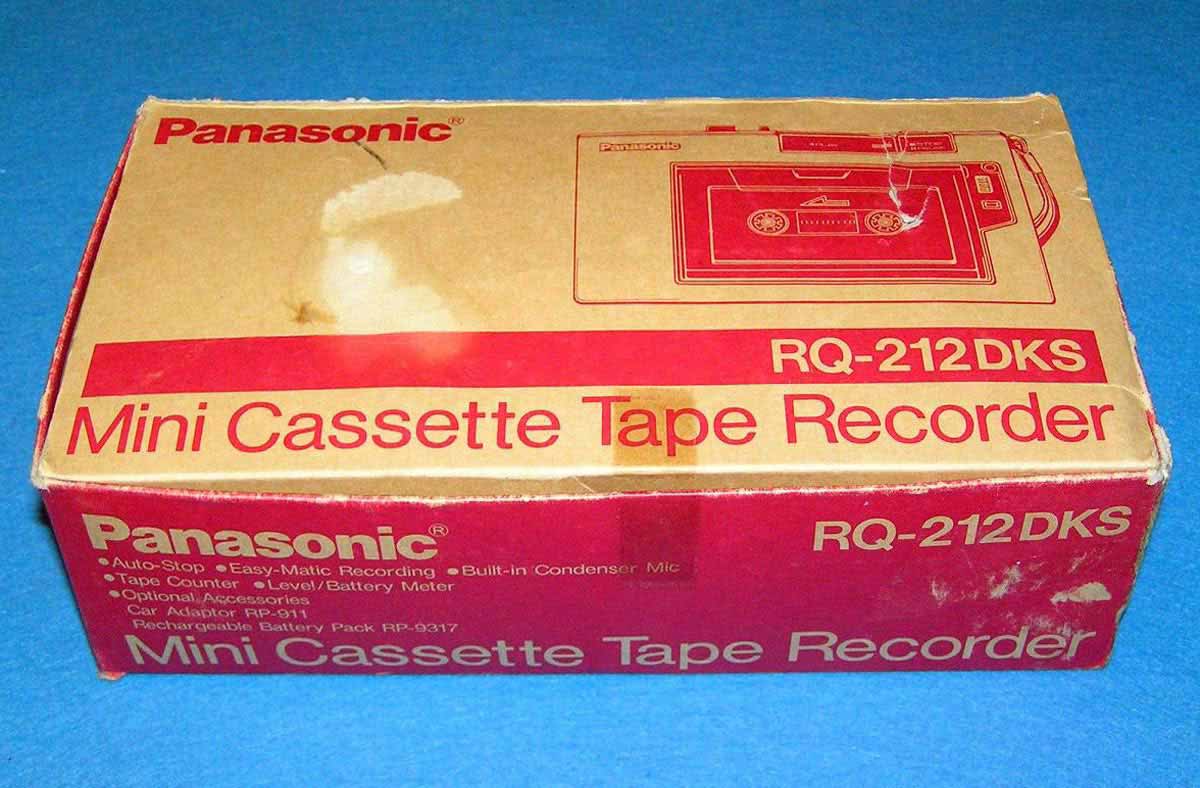 Panasonic®
Panasonic
RQ-212DKS
Mini Cassette Tape Recorder
Panasonic®
RQ-212DKS
•Auto-Stop •Easy-Matic Recording •Built-in Condenser Mic
•Tape Counter •Level/Battery Meter
•Optional Accessories
Car Adaptor RP-911
Rechargeable Battery Pack RP-9317
Mini Cassette Tape Recorder